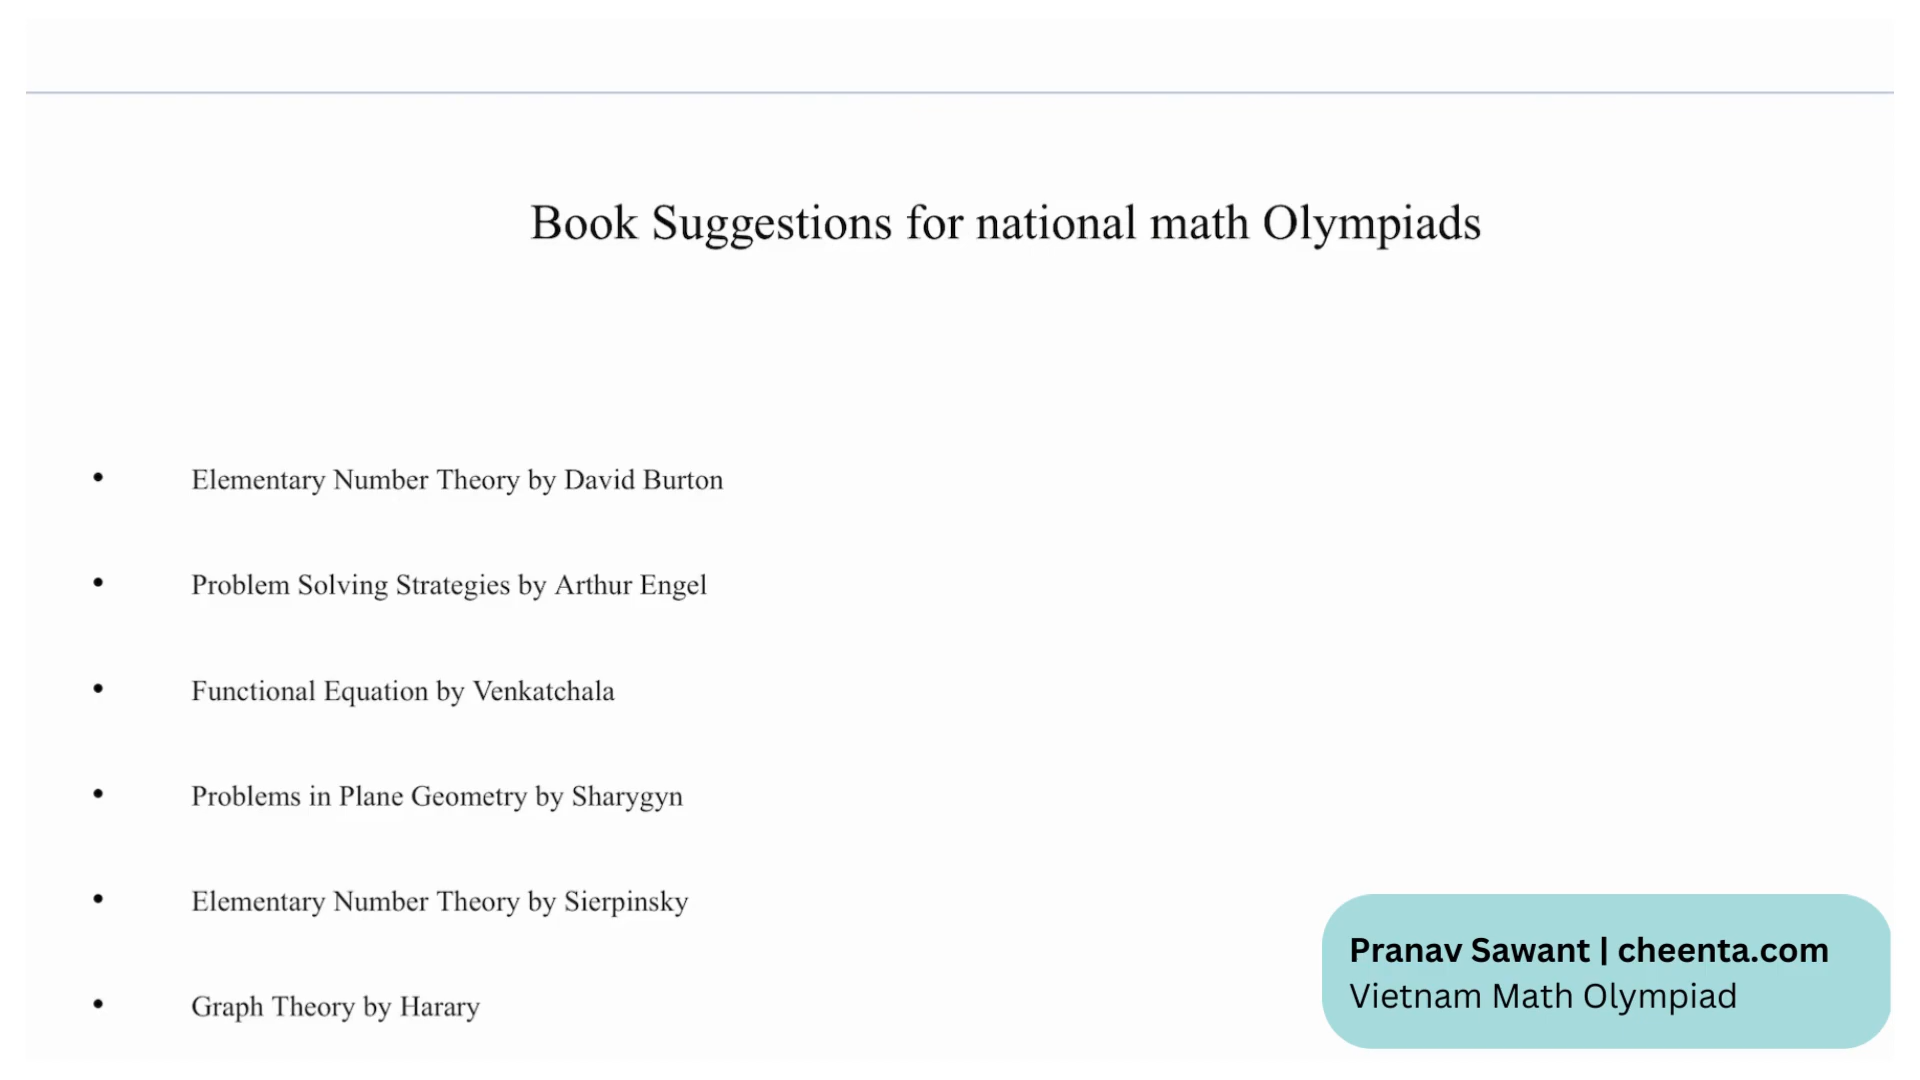 Book Suggestions for national math Olympiads
• Elementary Number Theory by David Burton
• Problem Solving Strategies by Arthur Engel
• Functional Equation by Venkatchala
• Problems in Plane Geometry by Sharygyn
• Elementary Number Theory by Sierpinsky
• Graph Theory by Harary
Pranav Sawant | cheenta.com
Vietnam Math Olympiad